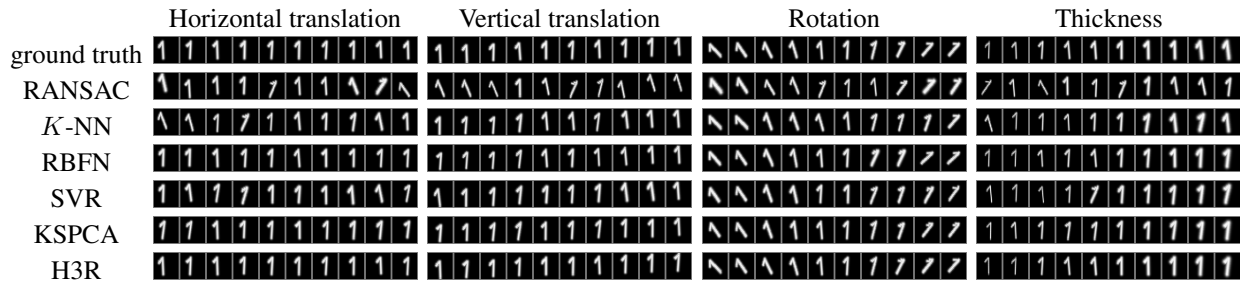 Horizontal translation Vertical translation Rotation Thickness
ground truth
RANSAC
K-NN
RBFN
SVR
KSPCA
H3R